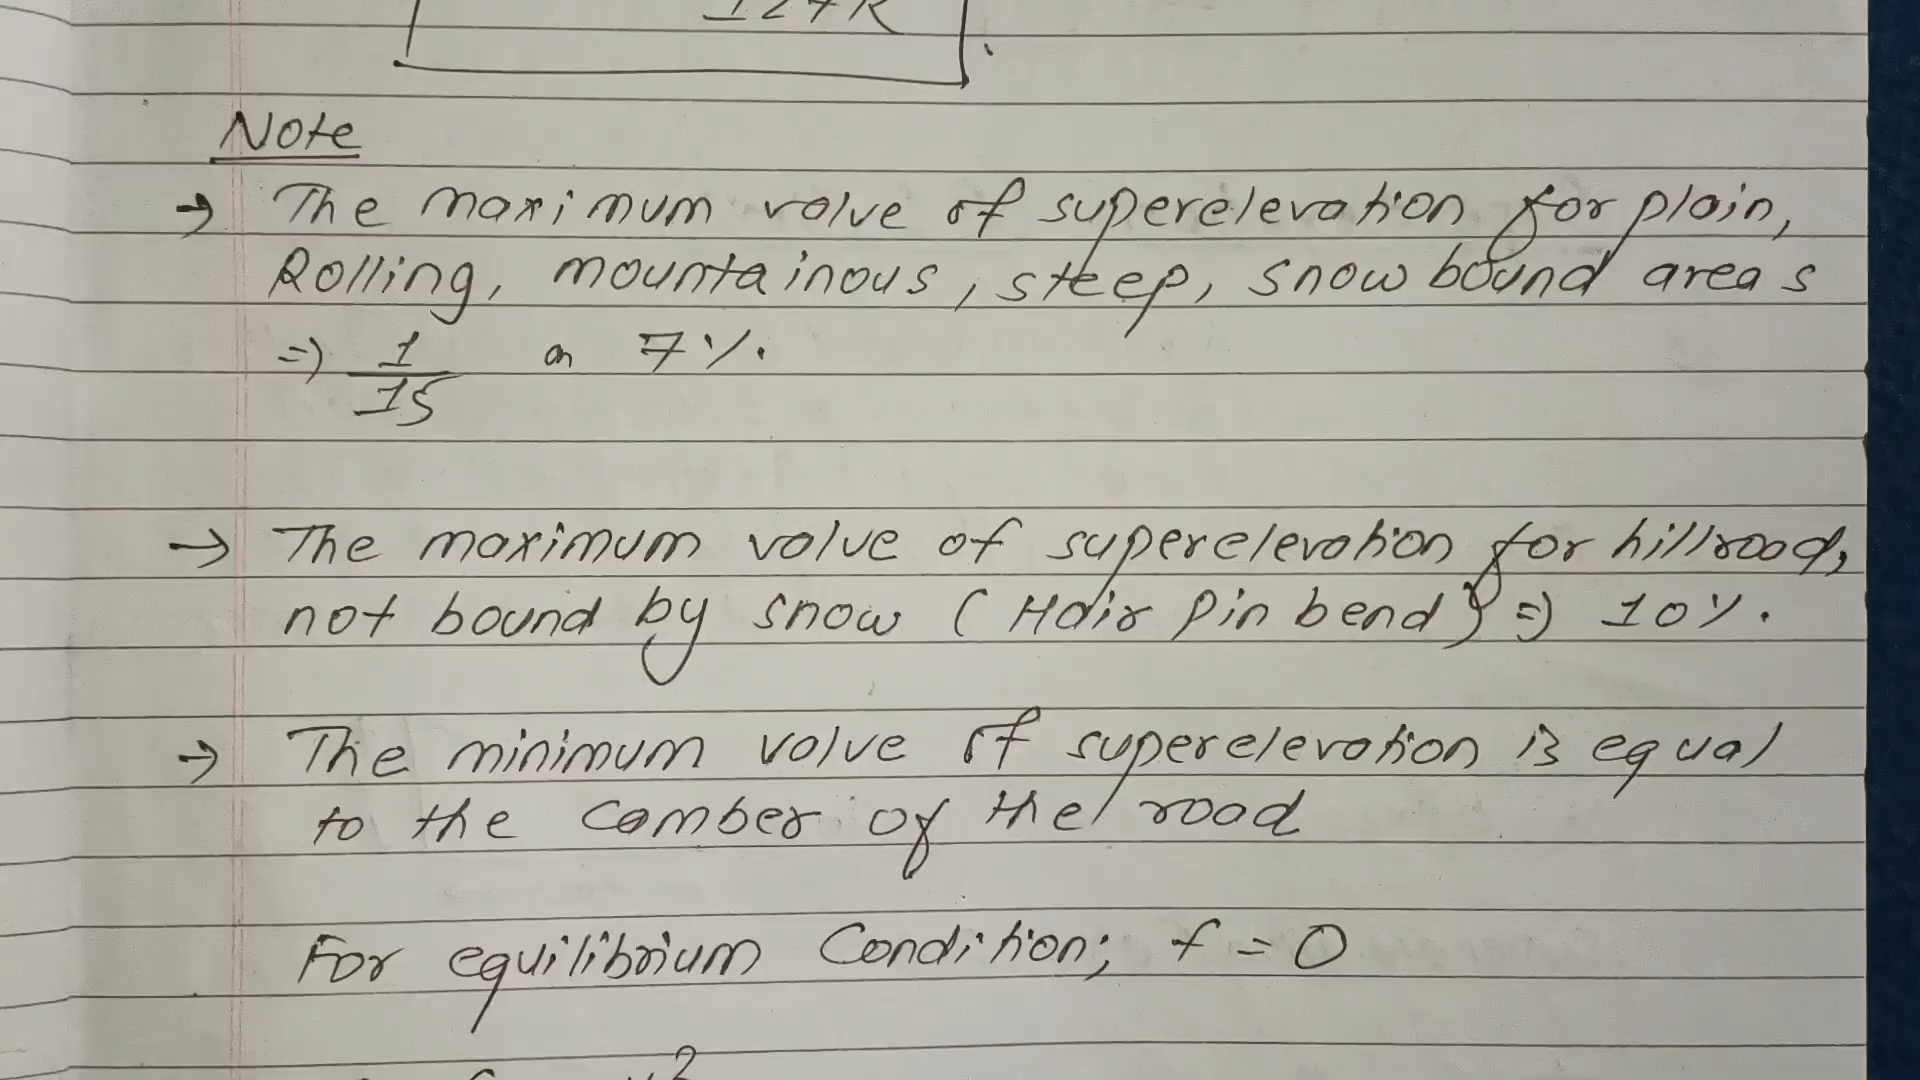 127R
Note
→ The maximum value of superelevation for plain,
Rolling, mountainous, steep, snow bound areas
⇒ 1/15 or 7%.
→ The maximum value of superelevation for hillroad,
not bound by snow (Hair pin bend) ⇒ 10%.
→ The minimum value of superelevation is equal
to the camber of the road
For equilibrium Condition; f = 0